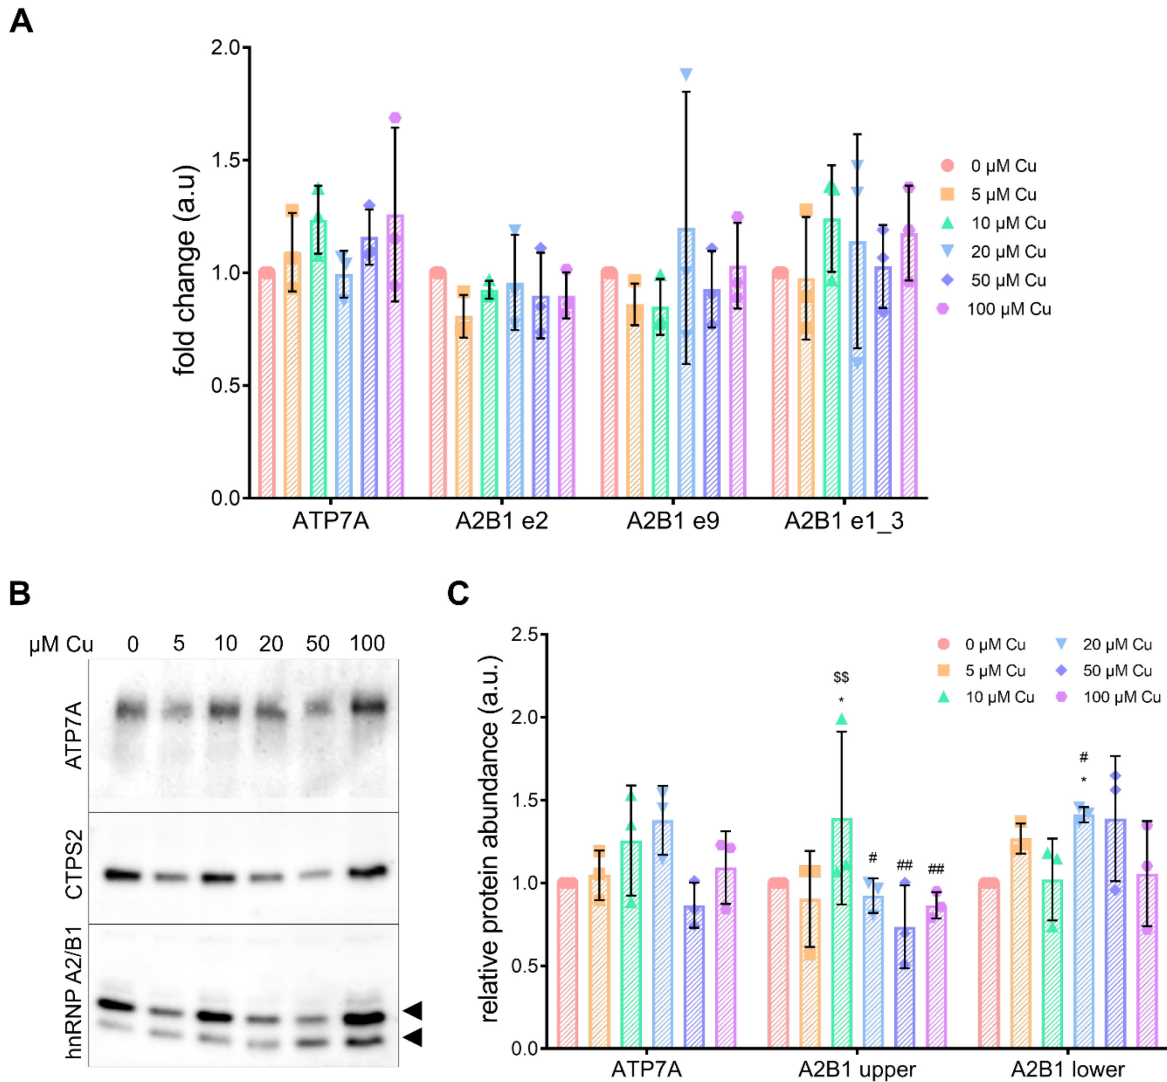 A
2.0
1.5
1.0
0.5
0.0
fold change (a.u)
ATP7A
A2B1 e2
A2B1 e9
A2B1 e1_3
0 µM Cu
5 µM Cu
10 µM Cu
20 µM Cu
50 µM Cu
100 µM Cu
B
µM Cu 0 5 10 20 50 100
ATP7A
CTPS2
hnRNP A2/B1
C
2.5
2.0
1.5
1.0
0.5
0.0
relative protein abundance (a.u.)
0 µM Cu
5 µM Cu
10 µM Cu
20 µM Cu
50 µM Cu
100 µM Cu
$$
*
#
##
##
#
*
ATP7A
A2B1 upper
A2B1 lower